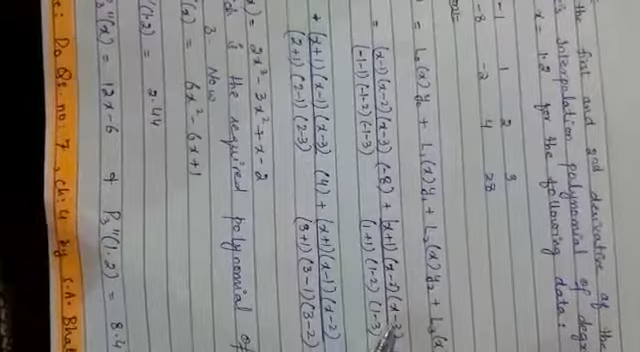 the first and 2nd derivative of the
interpolation polynomial of degr
x = 1.2 for the following data:
-1 1 2 3
-8 -2 4 28
= L₀(x)y₀ + L₁(x)y₁ + L₂(x)y₂ + L₃(x
= (x-1)(x-2)(x-3) (-8) + (x+1)(x-2)(x-3)
(-1-1)(-1-2)(-1-3) (1+1)(1-2)(1-3)
+ (x+1)(x-1)(x-3) (4) + (x+1)(x-1)(x-2)
(2+1)(2-1)(2-3) (3+1)(3-1)(3-2)
x) = 2x³-3x²+x-2
ch is the required polynomial of
3. Now
'(x) = 6x²-6x+1
'(1.2) = 2.44
₃''(x) = 12x-6 & P₃''(1.2) = 8.4
e: Do Qs. no: 7, ch: 4 by S.A. Bhat